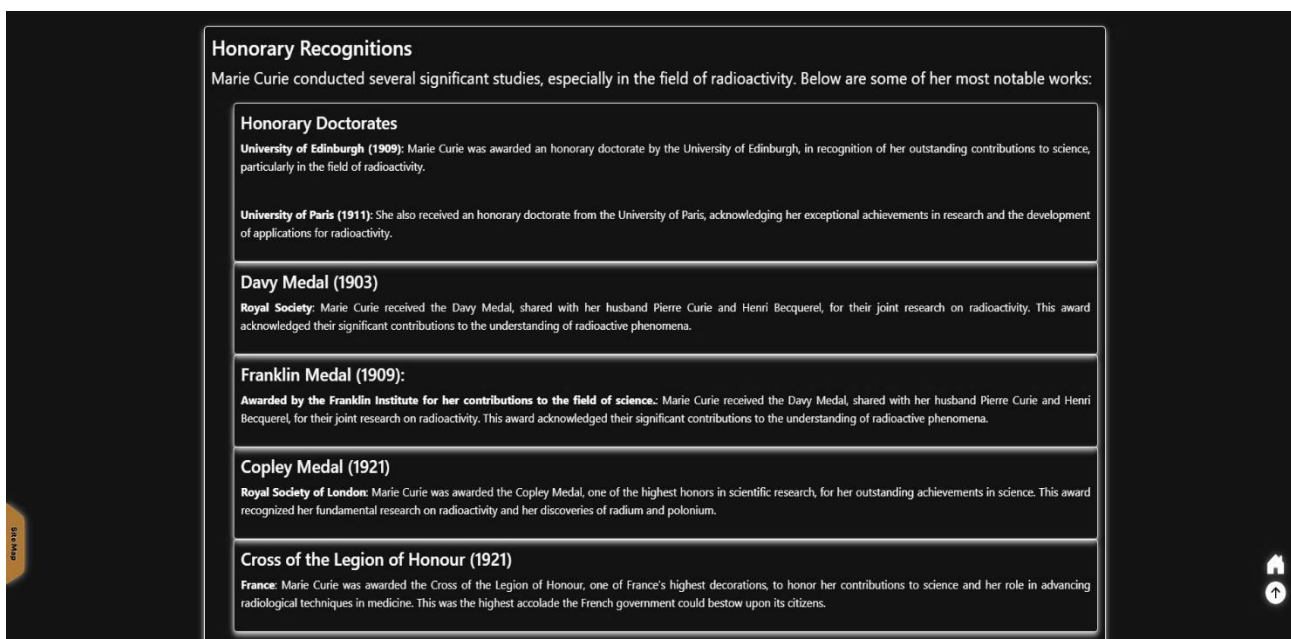 Honorary Recognitions
Marie Curie conducted several significant studies, especially in the field of radioactivity. Below are some of her most notable works:
Honorary Doctorates
University of Edinburgh (1909): Marie Curie was awarded an honorary doctorate by the University of Edinburgh, in recognition of her outstanding contributions to science,
particularly in the field of radioactivity.
University of Paris (1911): She also received an honorary doctorate from the University of Paris, acknowledging her exceptional achievements in research and the development
of applications for radioactivity.
Davy Medal (1903)
Royal Society: Marie Curie received the Davy Medal, shared with her husband Pierre Curie and Henri Becquerel, for their joint research on radioactivity. This award
acknowledged their significant contributions to the understanding of radioactive phenomena.
Franklin Medal (1909):
Awarded by the Franklin Institute for her contributions to the field of science.: Marie Curie received the Davy Medal, shared with her husband Pierre Curie and Henri
Becquerel, for their joint research on radioactivity. This award acknowledged their significant contributions to the understanding of radioactive phenomena.
Copley Medal (1921)
Royal Society of London: Marie Curie was awarded the Copley Medal, one of the highest honors in scientific research, for her outstanding achievements in science. This award
recognized her fundamental research on radioactivity and her discoveries of radium and polonium.
Site Map
Cross of the Legion of Honour (1921)
France: Marie Curie was awarded the Cross of the Legion of Honour, one of France's highest decorations, to honor her contributions to science and her role in advancing
radiological techniques in medicine. This was the highest accolade the French government could bestow upon its citizens.